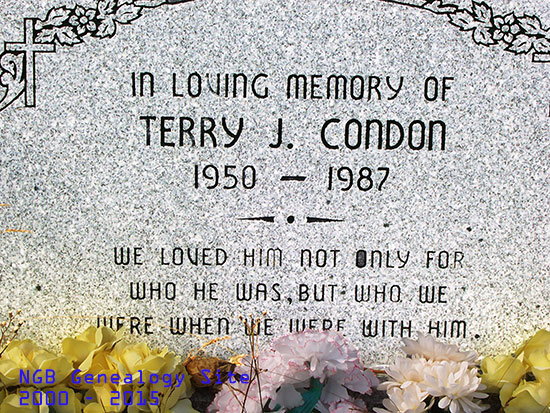 IN LOVING MEMORY OF
TERRY J. CONDON
1950 - 1987
WE LOVED HIM NOT ONLY FOR
WHO HE WAS, BUT WHO WE
WERE WHEN WE WERE WITH HIM.
NGB Genealogy Site
2000 - 2015